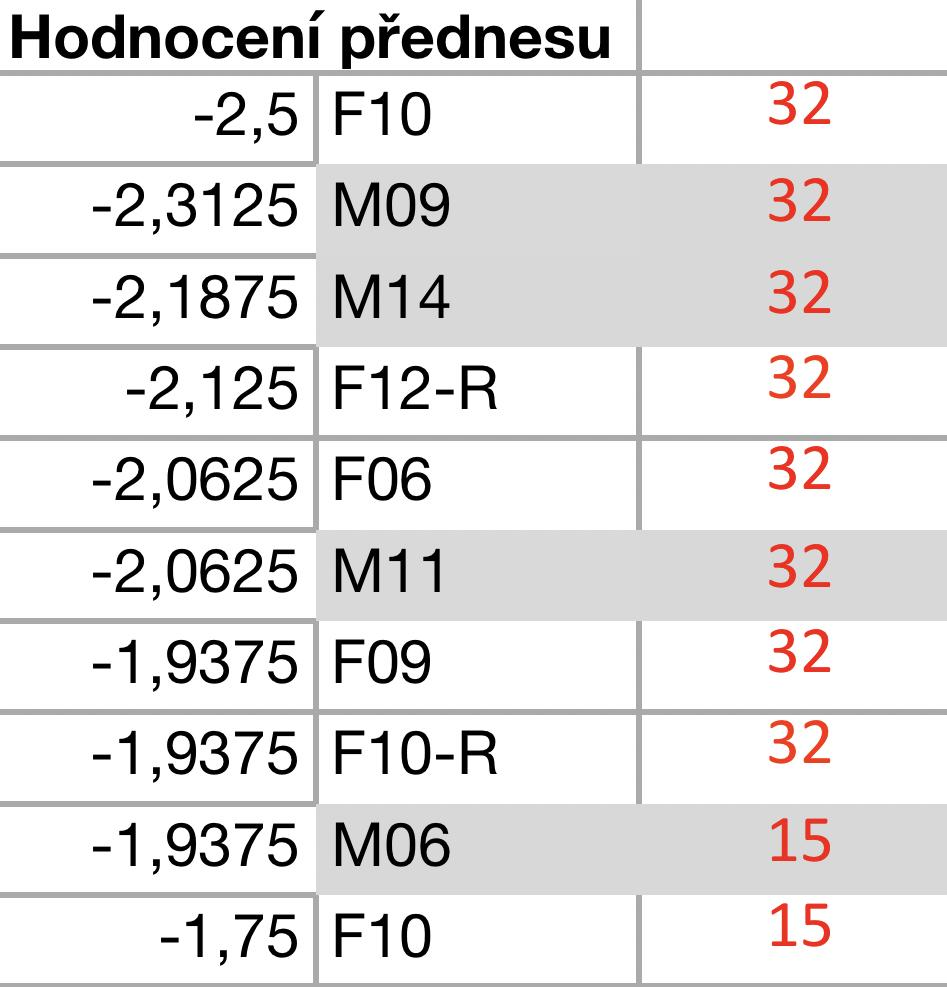 Hodnocení přednesu
-2,5 F10 32
-2,3125 M09 32
-2,1875 M14 32
-2,125 F12-R 32
-2,0625 F06 32
-2,0625 M11 32
-1,9375 F09 32
-1,9375 F10-R 32
-1,9375 M06 15
-1,75 F10 15